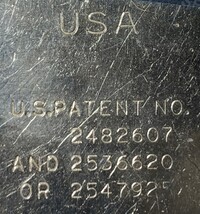 USA
U.S. PATENT NO.
2482607
AND 2536620
OR 2547925